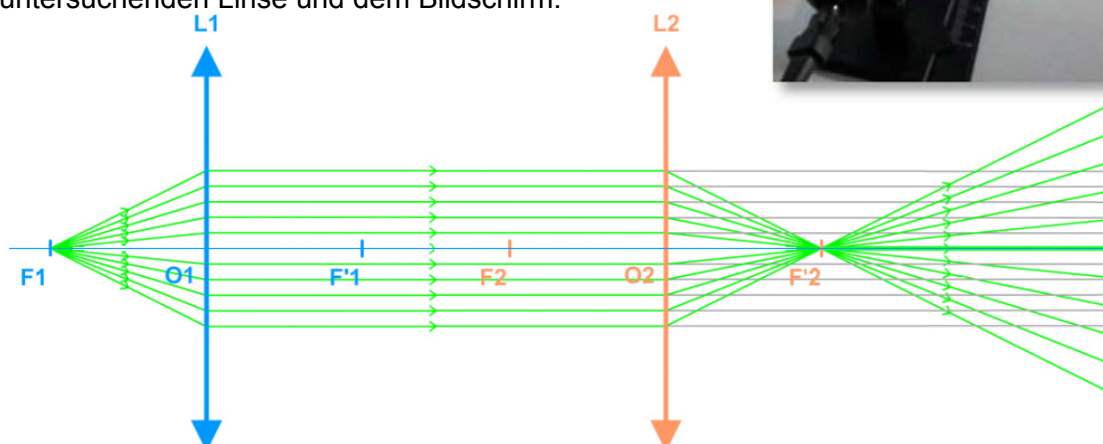 untersuchenden Linse und dem Bildschirm.
L1 L2
F1 O1 F'1 F2 O2 F'2